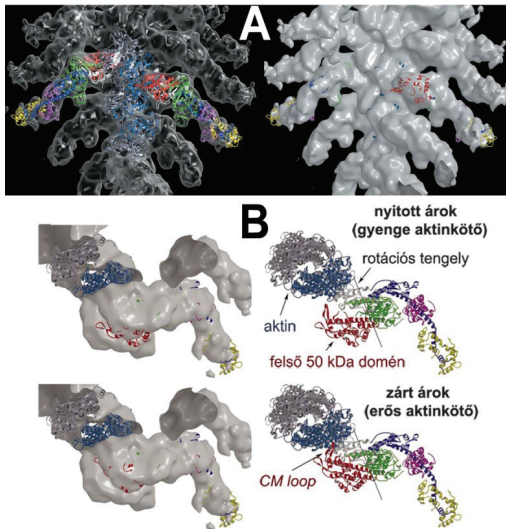 A
B
nyitott árok
(gyenge aktinkötő)
rotációs tengely
aktin
felső 50 kDa domén
zárt árok
(erős aktinkötő)
CM loop